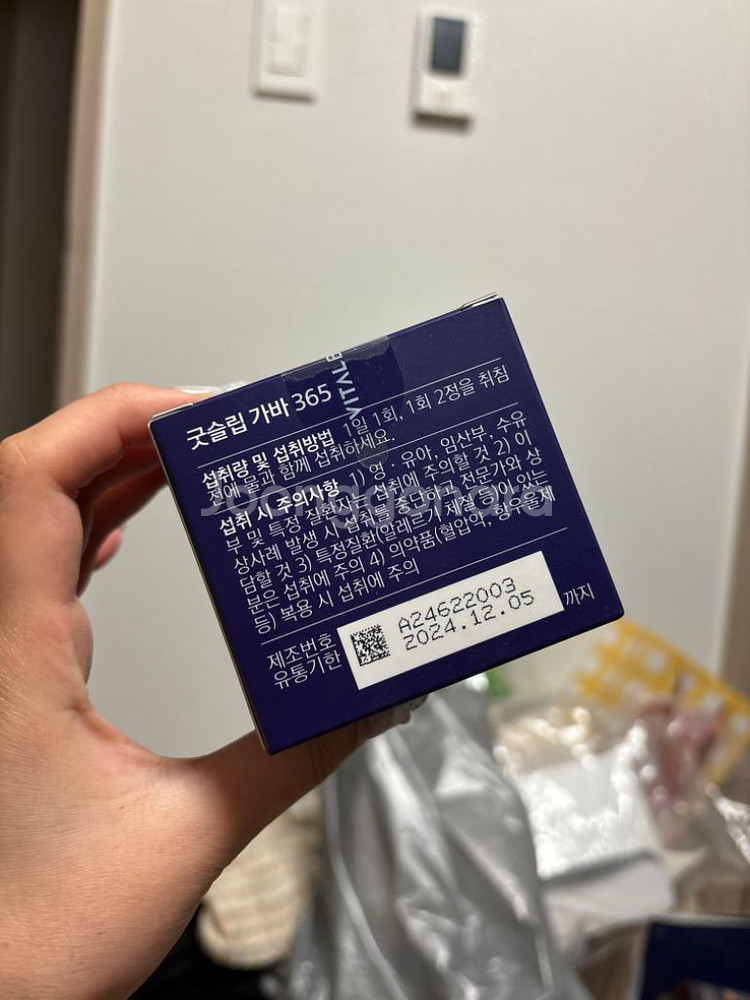 VITALB
굿슬립 가바 365
섭취량 및 섭취방법 1일 1회, 1회 2정을 취침
전에 물과 함께 섭취하세요.
섭취 시 주의사항 1) 영 · 유아, 임산부, 수유
부 및 특정 질환자는 섭취에 주의할 것 2) 이
상사례 발생 시 섭취를 중단하고 전문가와 상
담할 것 3) 특정질환(알레르기 체질 등)이 있는
분은 섭취에 주의 4) 의약품(혈압약, 항우울제
등) 복용 시 섭취에 주의
제조번호 A24622003
유통기한 2024.12.05 까지
Joonggonara